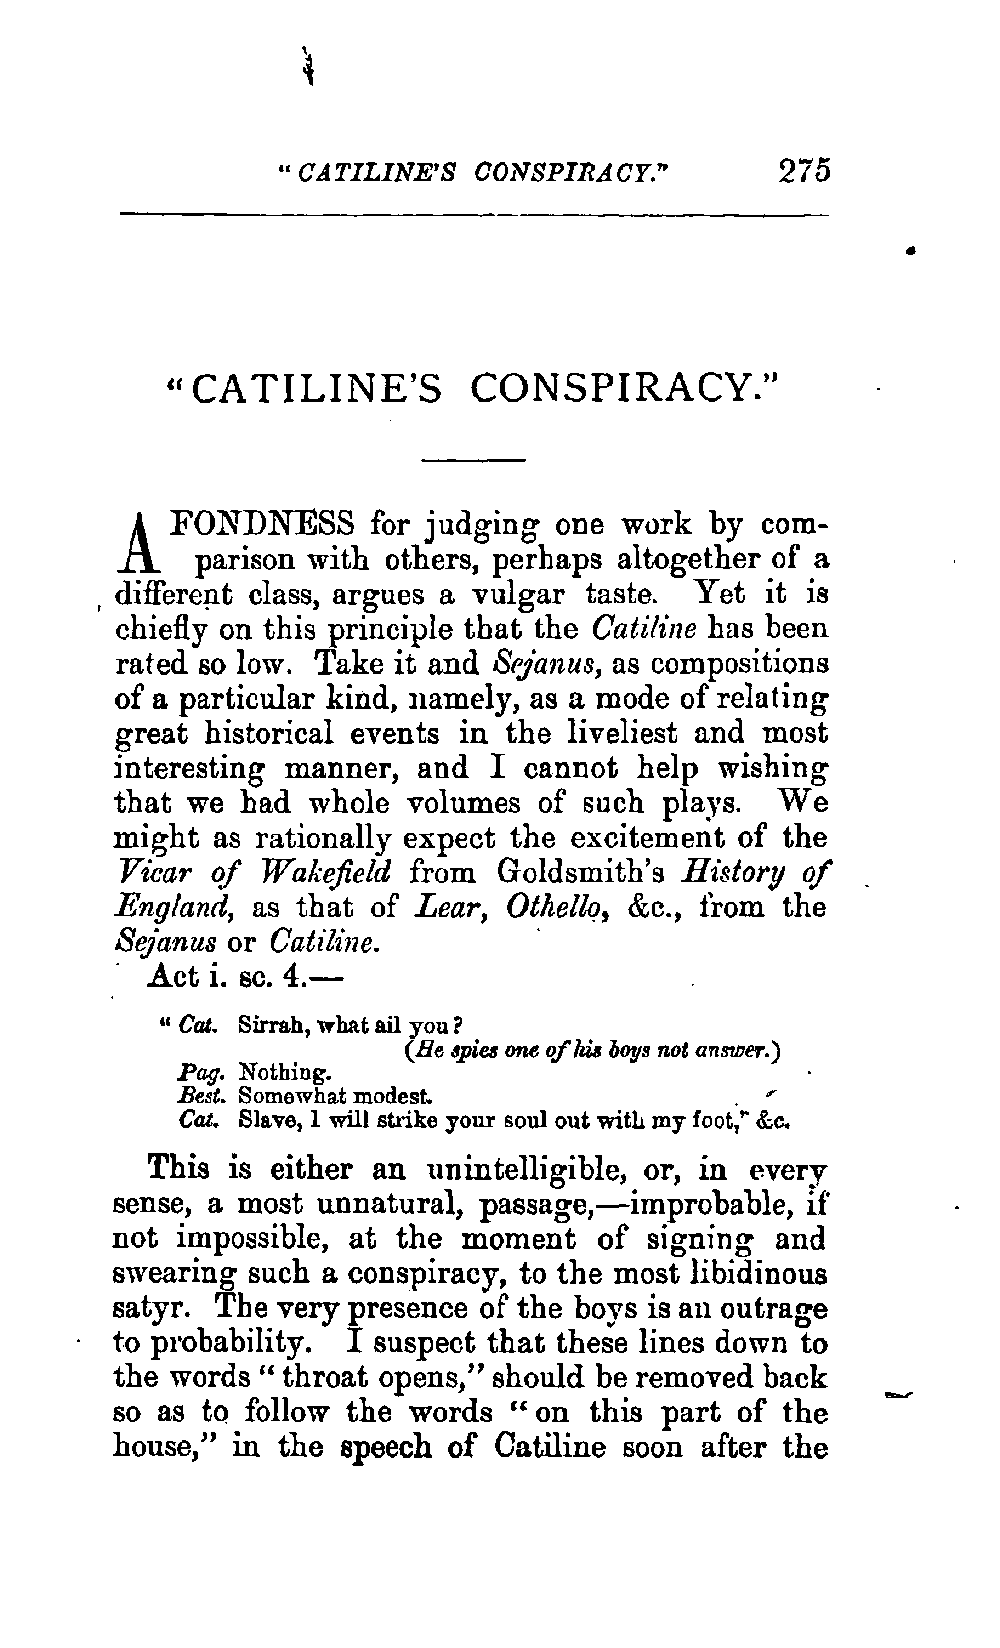 " CATILINE'S CONSPIRACY." 275
"CATILINE'S CONSPIRACY."
A FONDNESS for judging one work by com-
parison with others, perhaps altogether of a
different class, argues a vulgar taste. Yet it is
chiefly on this principle that the Catiline has been
rated so low. Take it and Sejanus, as compositions
of a particular kind, namely, as a mode of relating
great historical events in the liveliest and most
interesting manner, and I cannot help wishing
that we had whole volumes of such plays. We
might as rationally expect the excitement of the
Vicar of Wakefield from Goldsmith's History of
England, as that of Lear, Othello, &c., from the
Sejanus or Catiline.
Act i. sc. 4.—
" Cat. Sirrah, what ail you?
(He spies one of his boys not answer.)
Pag. Nothing.
Best. Somewhat modest.
Cat. Slave, I will strike your soul out with my foot," &c.
This is either an unintelligible, or, in every
sense, a most unnatural, passage,—improbable, if
not impossible, at the moment of signing and
swearing such a conspiracy, to the most libidinous
satyr. The very presence of the boys is an outrage
to probability. I suspect that these lines down to
the words " throat opens," should be removed back
so as to follow the words " on this part of the
house," in the speech of Catiline soon after the